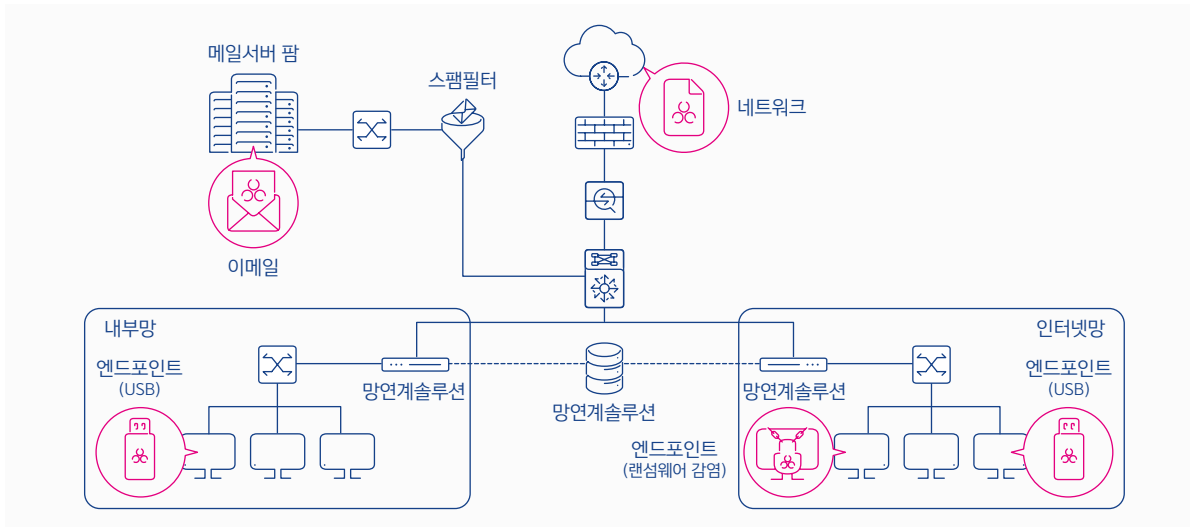 메일서버 팜
스팸필터
네트워크
이메일
내부망
인터넷망
엔드포인트
(USB)
엔드포인트
(USB)
망연계솔루션
망연계솔루션
망연계솔루션
엔드포인트
(랜섬웨어 감염)